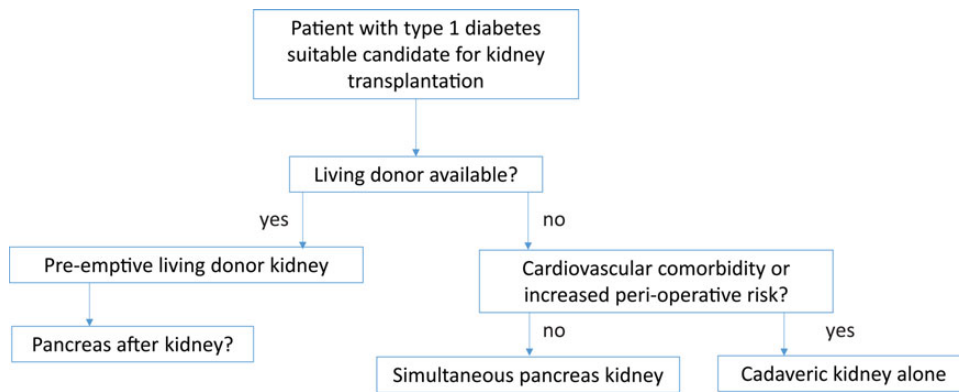 Patient with type 1 diabetes
suitable candidate for kidney
transplantation
Living donor available?
yes
no
Pre-emptive living donor kidney
Cardiovascular comorbidity or
increased peri-operative risk?
Pancreas after kidney?
no
yes
Simultaneous pancreas kidney
Cadaveric kidney alone